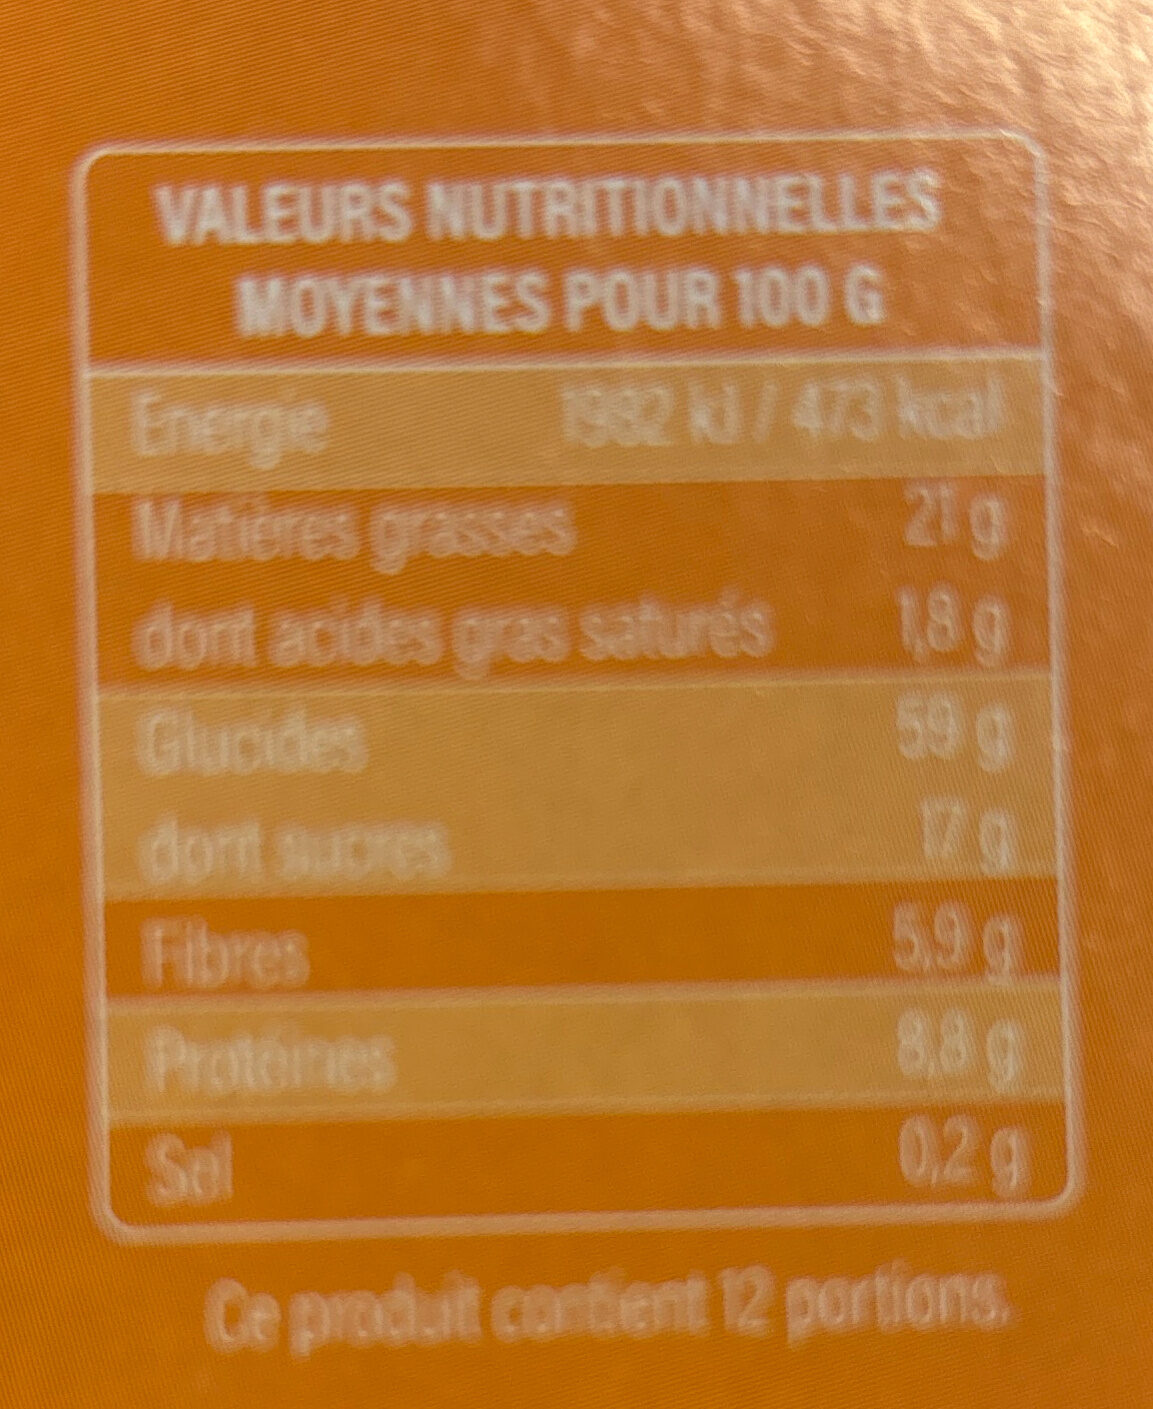 VALEURS NUTRITIONNELLES
MOYENNES POUR 100 G
Energie 1982 kJ / 473 kcal
Matières grasses 21 g
dont acides gras saturés 1,8 g
Glucides 59 g
dont sucres 17 g
Fibres 5,9 g
Protéines 8,8 g
Sel 0,2 g
Ce produit contient 12 portions.